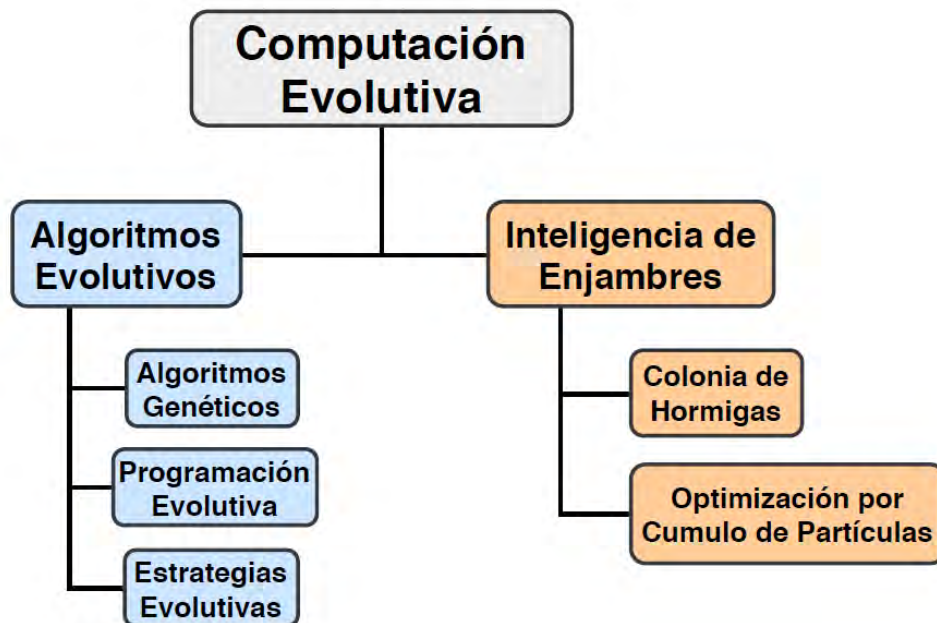 Computación
Evolutiva
Algoritmos
Evolutivos
Algoritmos
Genéticos
Programación
Evolutiva
Estrategias
Evolutivas
Inteligencia de
Enjambres
Colonia de
Hormigas
Optimización por
Cumulo de Partículas